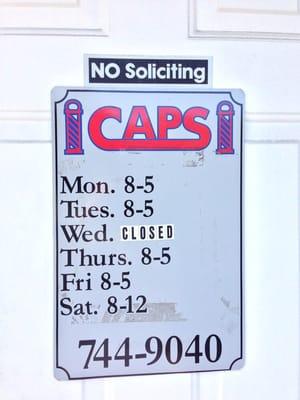 NO Soliciting
CAPS
Mon. 8-5
Tues. 8-5
Wed. CLOSED
Thurs. 8-5
Fri 8-5
Sat. 8-12
744-9040